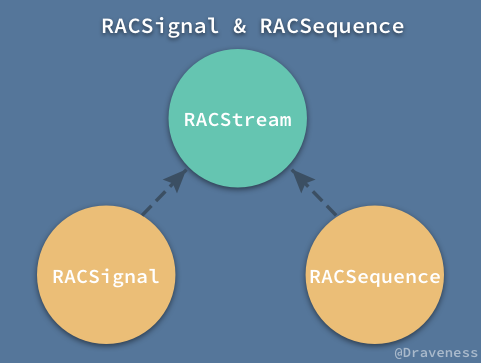 RACSignal & RACSequence
RACStream
RACSignal
RACSequence
@Draveness